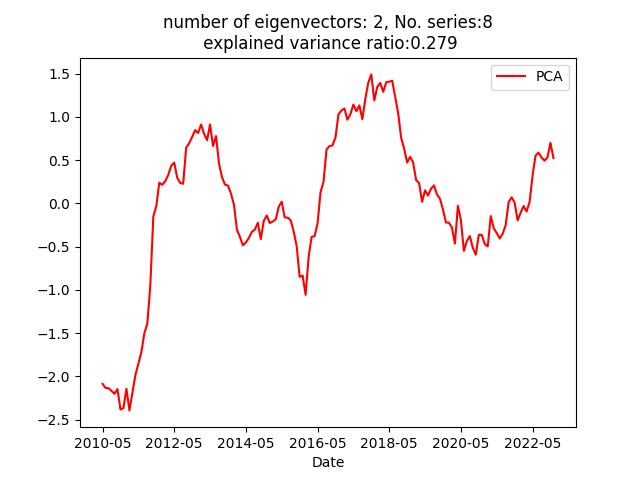 number of eigenvectors: 2, No. series:8
explained variance ratio:0.279
PCA
1.5
1.0
0.5
0.0
−0.5
−1.0
−1.5
−2.0
−2.5
2010-05 2012-05 2014-05 2016-05 2018-05 2020-05 2022-05
Date